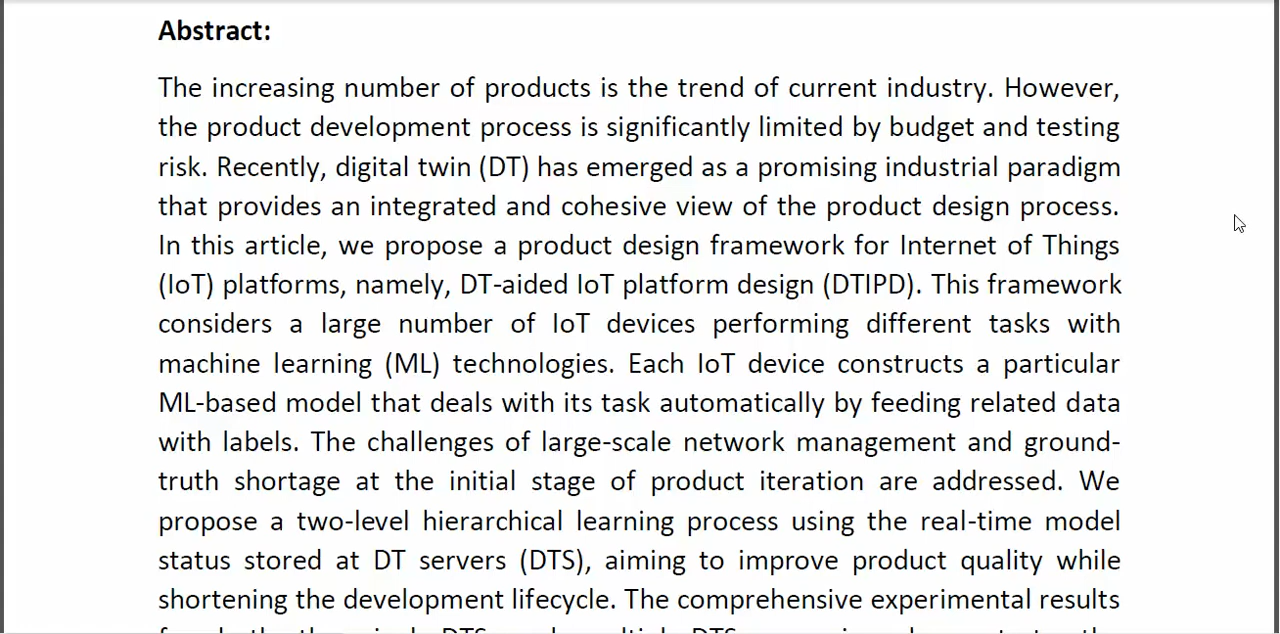 Abstract:
The increasing number of products is the trend of current industry. However,
the product development process is significantly limited by budget and testing
risk. Recently, digital twin (DT) has emerged as a promising industrial paradigm
that provides an integrated and cohesive view of the product design process.
In this article, we propose a product design framework for Internet of Things
(IoT) platforms, namely, DT-aided IoT platform design (DTIPD). This framework
considers a large number of IoT devices performing different tasks with
machine learning (ML) technologies. Each IoT device constructs a particular
ML-based model that deals with its task automatically by feeding related data
with labels. The challenges of large-scale network management and ground-
truth shortage at the initial stage of product iteration are addressed. We
propose a two-level hierarchical learning process using the real-time model
status stored at DT servers (DTS), aiming to improve product quality while
shortening the development lifecycle. The comprehensive experimental results